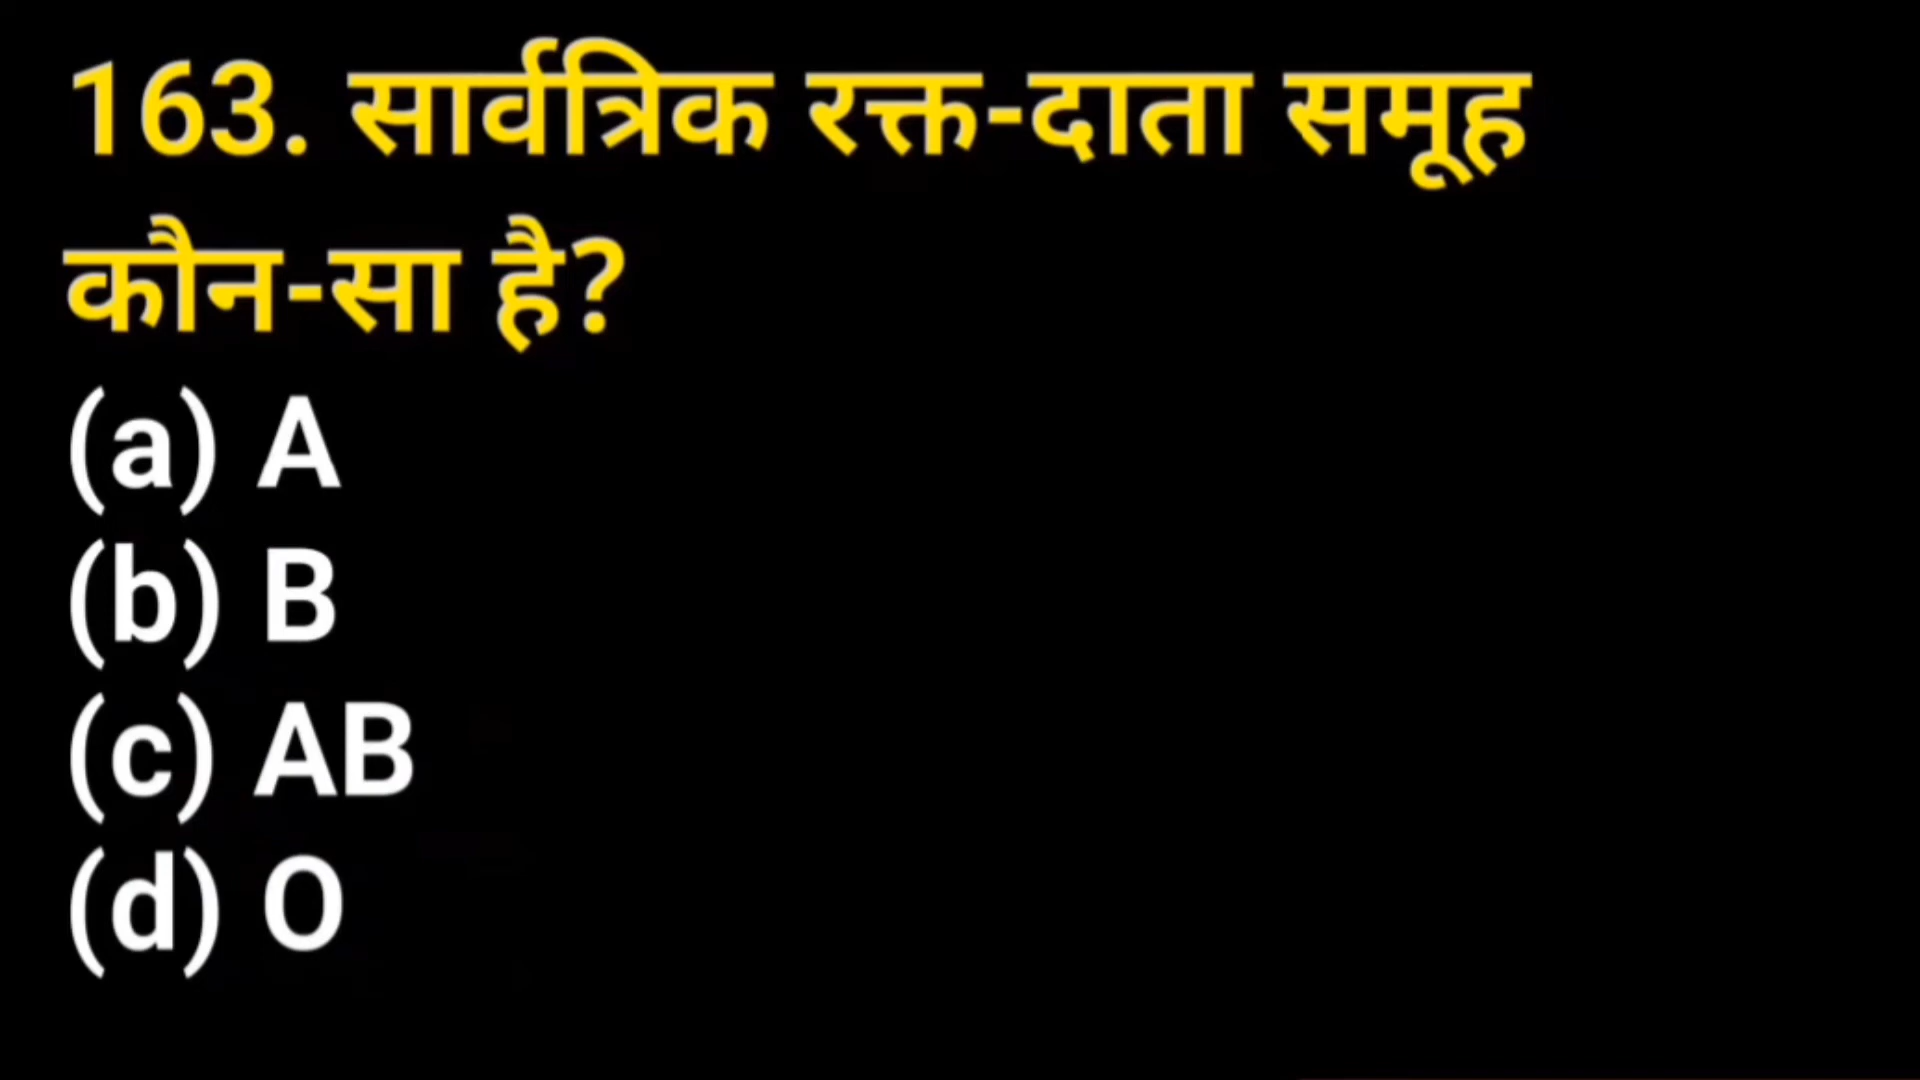 163. सार्वत्रिक रक्त-दाता समूह
कौन-सा है?
(a) A
(b) B
(c) AB
(d) O